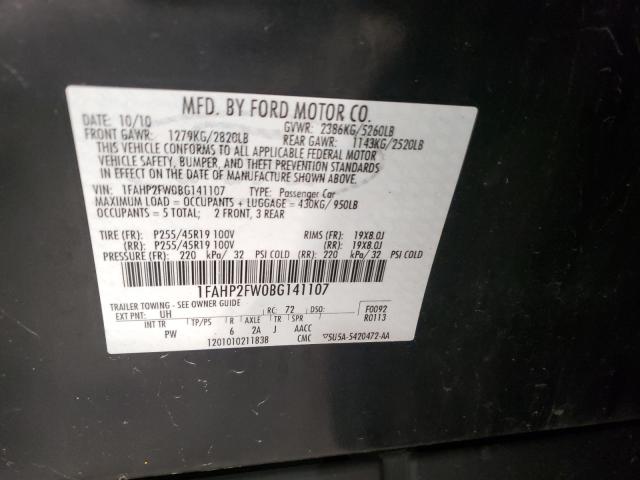 MFD. BY FORD MOTOR CO.
DATE: 10/10 GVWR: 2386KG/5260LB
FRONT GAWR: 1279KG/2820LB REAR GAWR: 1143KG/2520LB
THIS VEHICLE CONFORMS TO ALL APPLICABLE FEDERAL MOTOR
VEHICLE SAFETY, BUMPER, AND THEFT PREVENTION STANDARDS
IN EFFECT ON THE DATE OF MANUFACTURE SHOWN ABOVE.
VIN: 1FAHP2FW0BG141107 TYPE: Passenger Car
MAXIMUM LOAD = OCCUPANTS + LUGGAGE = 430KG/950LB
OCCUPANTS = 5 TOTAL; 2 FRONT, 3 REAR
TIRE (FR): P255/45R19 100V RIMS (FR): 19X8.0J
(RR): P255/45R19 100V (RR): 19X8.0J
PRESSURE (FR): 220 kPa/ 32 PSI COLD (RR): 220 kPa/ 32 PSI COLD
1FAHP2FW0BG141107
TRAILER TOWING - SEE OWNER GUIDE
EXT PNT: UH RC: 72 DSO: F0092
R0113
INT TR TP/PS R AXLE TR SPR
PW 6 2A J AACC
1201010211838 CMC ▽5U5A-5420472-AA